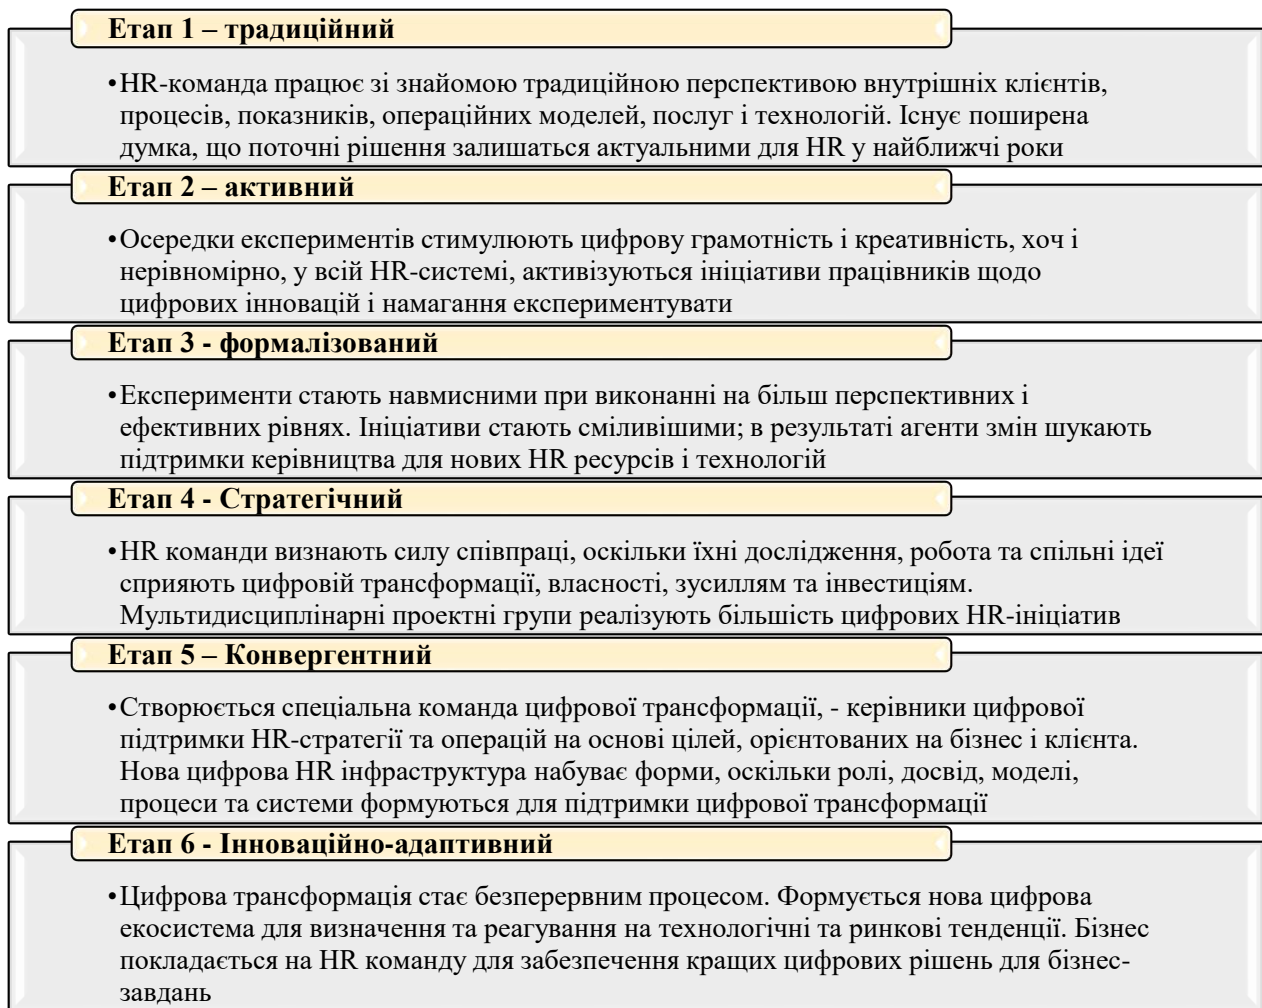 Етап 1 – традиційний
•HR-команда працює зі знайомою традиційною перспективою внутрішніх клієнтів,
процесів, показників, операційних моделей, послуг і технологій. Існує поширена
думка, що поточні рішення залишаться актуальними для HR у найближчі роки
Етап 2 – активний
•Осередки експериментів стимулюють цифрову грамотність і креативність, хоч і
нерівномірно, у всій HR-системі, активізуються ініціативи працівників щодо
цифрових інновацій і намагання експериментувати
Етап 3 - формалізований
•Експерименти стають навмисними при виконанні на більш перспективних і
ефективних рівнях. Ініціативи стають сміливішими; в результаті агенти змін шукають
підтримки керівництва для нових HR ресурсів і технологій
Етап 4 - Стратегічний
•HR команди визнають силу співпраці, оскільки їхні дослідження, робота та спільні ідеї
сприяють цифровій трансформації, власності, зусиллям та інвестиціям.
Мультидисциплінарні проектні групи реалізують більшість цифрових HR-ініціатив
Етап 5 – Конвергентний
•Створюється спеціальна команда цифрової трансформації, - керівники цифрової
підтримки HR-стратегії та операцій на основі цілей, орієнтованих на бізнес і клієнта.
Нова цифрова HR інфраструктура набуває форми, оскільки ролі, досвід, моделі,
процеси та системи формуються для підтримки цифрової трансформації
Етап 6 - Інноваційно-адаптивний
•Цифрова трансформація стає безперервним процесом. Формується нова цифрова
екосистема для визначення та реагування на технологічні та ринкові тенденції. Бізнес
покладається на HR команду для забезпечення кращих цифрових рішень для бізнес-
завдань